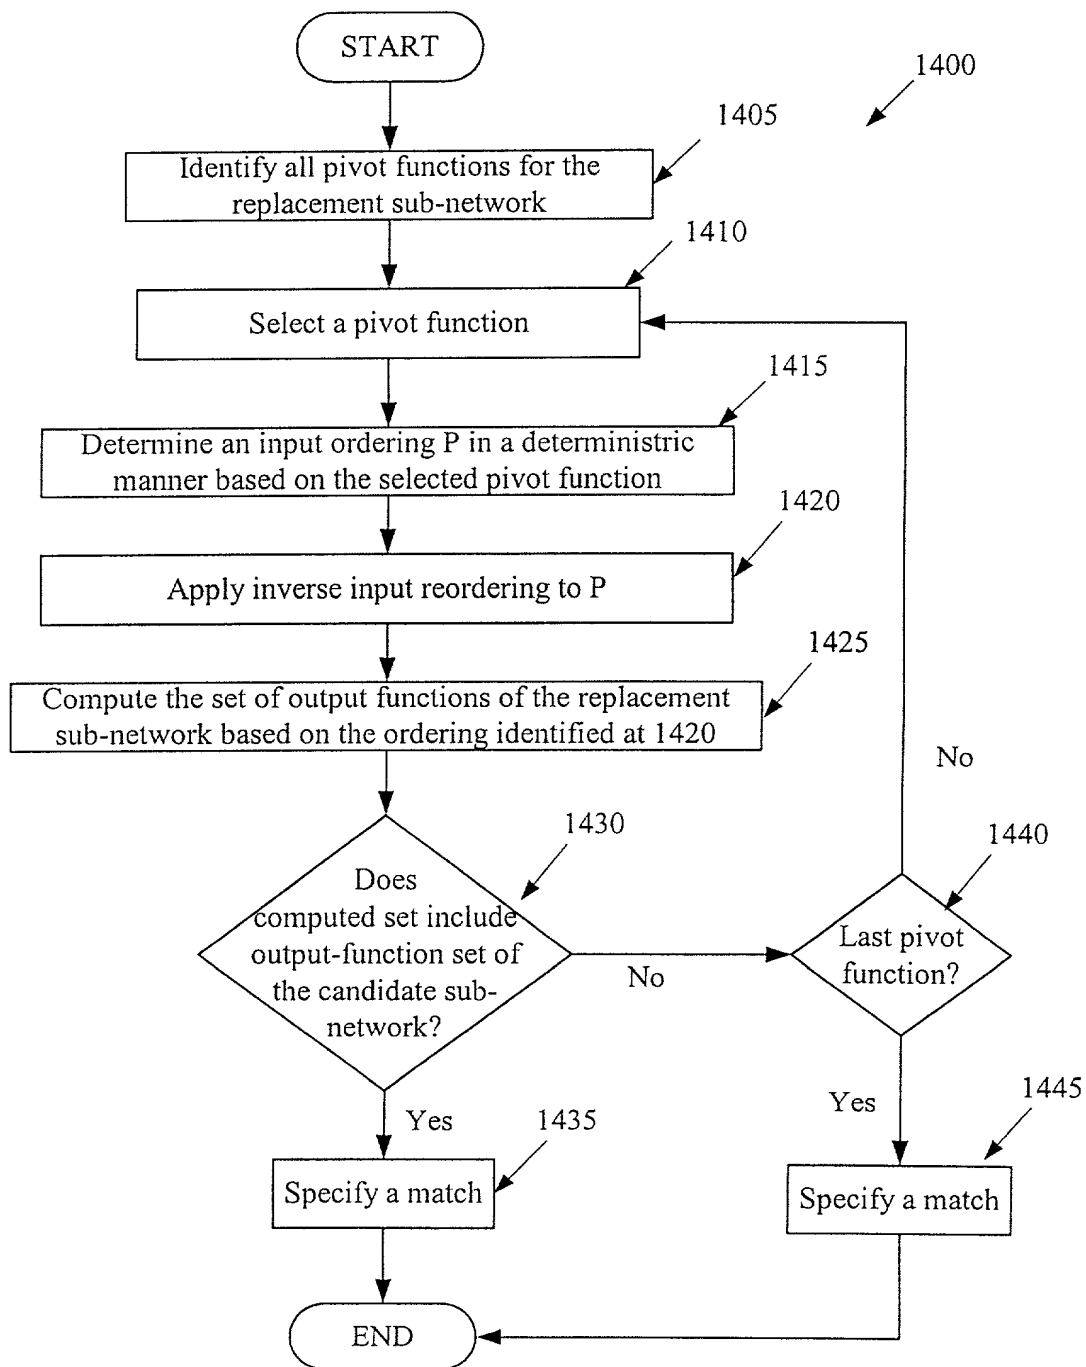 START
1400
1405
Identify all pivot functions for the
replacement sub-network
1410
Select a pivot function
1415
Determine an input ordering P in a deterministric
manner based on the selected pivot function
1420
Apply inverse input reordering to P
1425
Compute the set of output functions of the replacement
sub-network based on the ordering identified at 1420
No
1430
Does
computed set include
output-function set of
the candidate sub-
network?
No
1440
Last pivot
function?
Yes
1435
Specify a match
Yes
1445
Specify a match
END